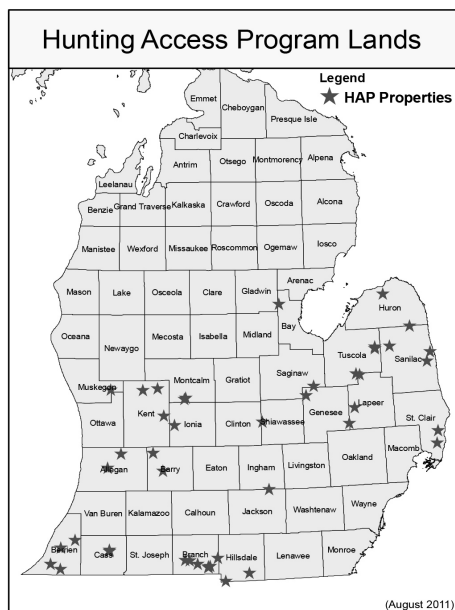 Hunting Access Program Lands
Legend
HAP Properties
Emmet
Cheboygan
Presque Isle
Charlevoix
Antrim
Otsego
Montmorency
Alpena
Leelanau
Benzie
Grand Traverse
Kalkaska
Crawford
Oscoda
Alcona
Manistee
Wexford
Missaukee
Roscommon
Ogemaw
Iosco
Mason
Lake
Osceola
Clare
Gladwin
Arenac
Huron
Oceana
Newaygo
Mecosta
Isabella
Midland
Bay
Tuscola
Sanilac
Muskegon
Montcalm
Gratiot
Saginaw
Ottawa
Kent
Ionia
Clinton
Shiawassee
Genesee
Lapeer
St. Clair
Allegan
Barry
Eaton
Ingham
Livingston
Oakland
Macomb
Van Buren
Kalamazoo
Calhoun
Jackson
Washtenaw
Wayne
Berrien
Cass
St. Joseph
Branch
Hillsdale
Lenawee
Monroe
(August 2011)